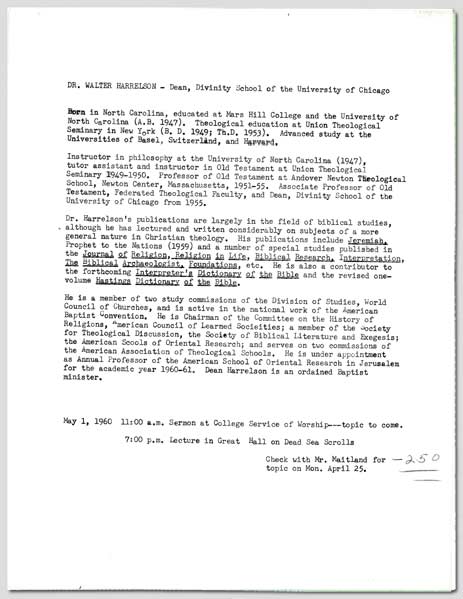 DR. WALTER HARRELSON - Dean, Divinity School of the University of Chicago
Born in North Carolina, educated at Mars Hill College and the University of
North Carolina (A.B. 1947). Theological education at Union Theological
Seminary in New York (B. D. 1949; Th.D. 1953). Advanced study at the
Universities of Basel, Switzerland, and Harvard.
Instructor in philosophy at the University of North Carolina (1947),
tutor assistant and instructor in Old Testament at Union Theological
Seminary 1949-1950. Professor of Old Testament at Andover Newton Theological
School, Newton Center, Massachusetts, 1951-55. Associate Professor of Old
Testament, Federated Theological Faculty, and Dean, Divinity School of the
University of Chicago from 1955.
Dr. Harrelson's publications are largely in the field of biblical studies,
although he has lectured and written considerably on subjects of a more
general nature in Christian theology. His publications include Jeremiah,
Prophet to the Nations (1959) and a number of special studies published in
the Journal of Religion, Religion in Life, Biblical Research, Interpretation,
The Biblical Archaeologist, Foundations, etc. He is also a contributor to
the forthcoming Interpreter's Dictionary of the Bible and the revised one-
volume Hastings Dictionary of the Bible.
He is a member of two study commissions of the Division of Studies, World
Council of Churches, and is active in the national work of the American
Baptist Convention. He is Chairman of the Committee on the History of
Religions, American Council of Learned Socieities; a member of the Society
for Theological Discussion, the Society of Biblical Literature and Exegesis;
the American Scools of Oriental Research; and serves on two commissions of
the American Association of Theological Schools. He is under appointment
as Annual Professor of the American School of Oriental Research in Jerusalem
for the academic year 1960-61. Dean Harrelson is an ordained Baptist
minister.
May 1, 1960 11:00 a.m. Sermon at College Service of Worship---topic to come.
7:00 p.m. Lecture in Great Hall on Dead Sea Scrolls
Check with Mr. Maitland for — 250
topic on Mon. April 25.